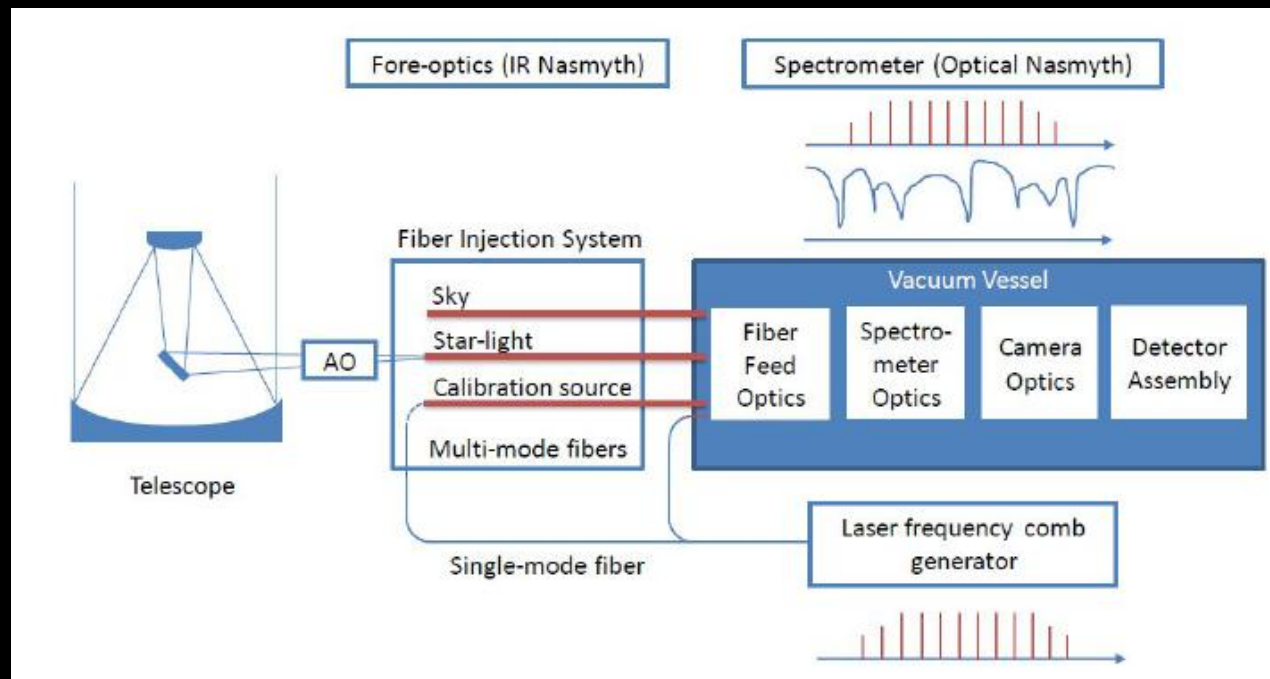 Fore-optics (IR Nasmyth)
Spectrometer (Optical Nasmyth)
Fiber Injection System
Sky
Star-light
Calibration source
Multi-mode fibers
AO
Telescope
Vacuum Vessel
Fiber
Feed
Optics
Spectro-
meter
Optics
Camera
Optics
Detector
Assembly
Single-mode fiber
Laser frequency comb
generator